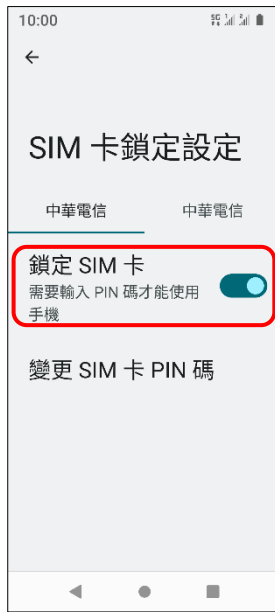 10:00
SIM 卡鎖定設定
中華電信 中華電信
鎖定 SIM 卡
需要輸入 PIN 碼才能使用
手機
變更 SIM 卡 PIN 碼